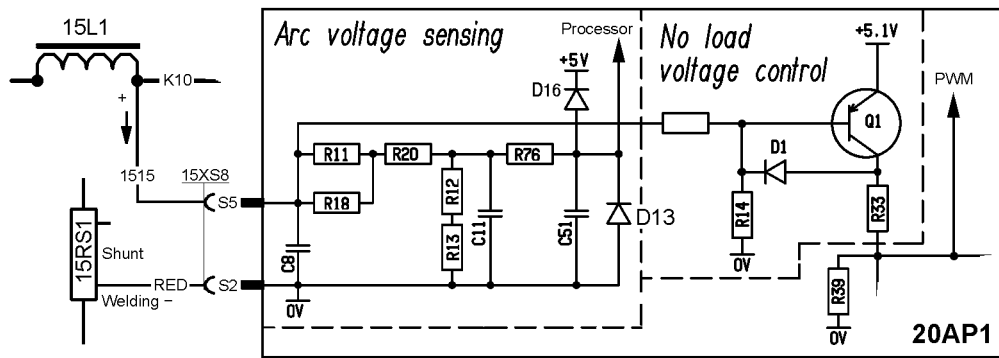 15L1
K10
+
1515
15XS8
S5
15RS1
Shunt
RED
S2
Welding –
Arc voltage sensing
Processor
+5V
D16
R11
R20
R76
R18
R12
R13
C11
C51
D13
C8
0V
No load
voltage control
+5.1V
PWM
Q1
D1
R14
R33
0V
R39
0V
20AP1